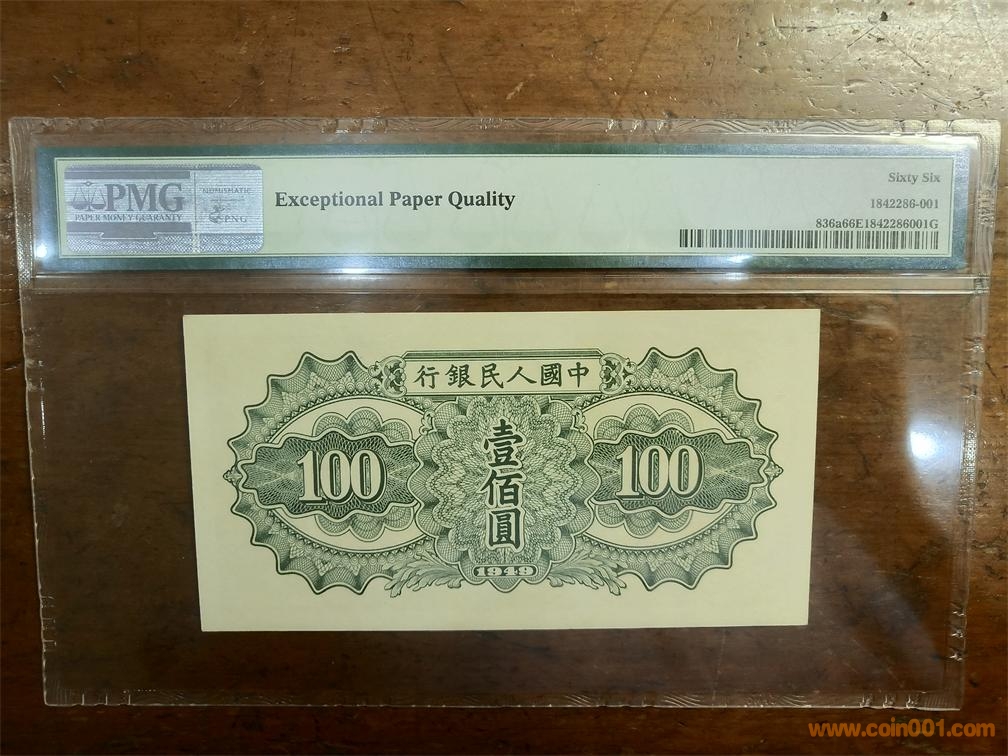 PMG
PAPER MONEY GUARANTY
NUMISMATIC
PNG
Exceptional Paper Quality
Sixty Six
1842286-001
836a66E1842286001G
行銀民人國中
100
壹佰圓
100
1949
www.coin001.com